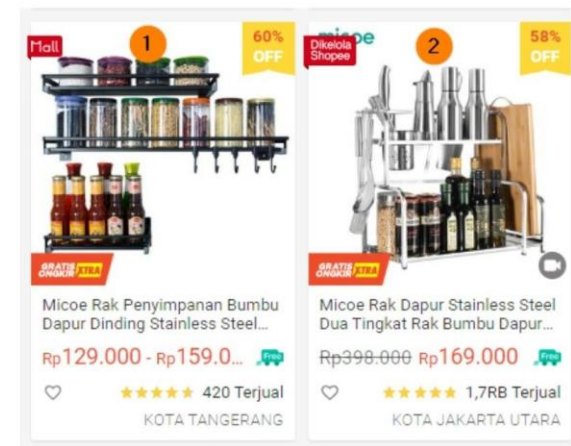 Mall
1
60%
OFF
GRATIS
ONGKIR XTRA
Micoe Rak Penyimpanan Bumbu
Dapur Dinding Stainless Steel...
Rp129.000 - Rp159.0...
Free
420 Terjual
KOTA TANGERANG
micoe
Dikelola
Shopee
2
58%
OFF
GRATIS
ONGKIR XTRA
Micoe Rak Dapur Stainless Steel
Dua Tingkat Rak Bumbu Dapur...
Rp398.000 Rp169.000
Free
1,7RB Terjual
KOTA JAKARTA UTARA